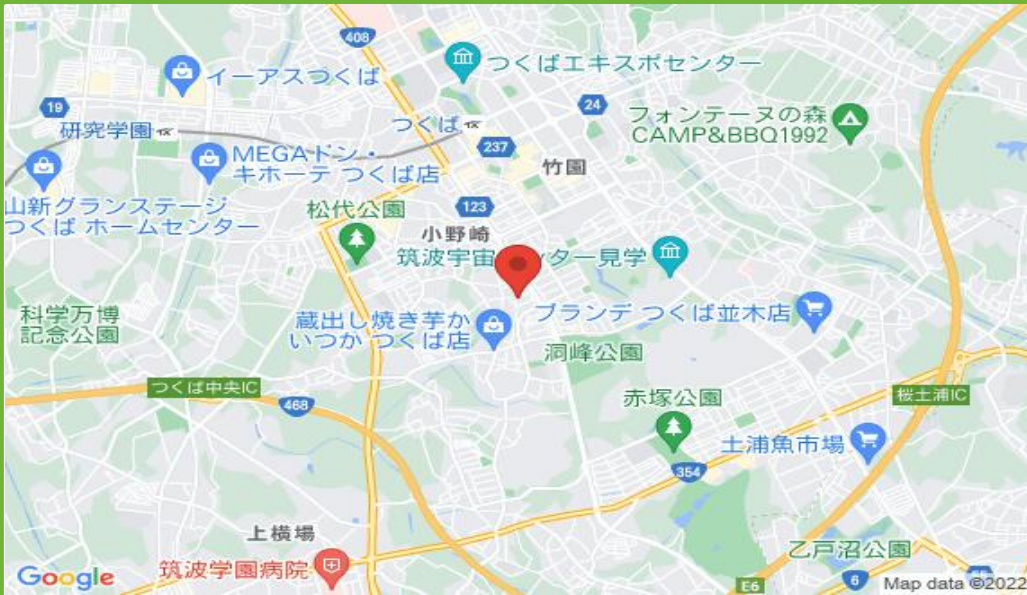 408
つくばエキスポセンター
イーアスつくば
19
24
フォンテーヌの森
CAMP&BBQ1992
研究学園
つくば
237
MEGAドン・
キホーテ つくば店
竹園
山新グランステージ
つくば ホームセンター
松代公園
123
小野崎
筑波宇宙
ンター見学
科学万博
記念公園
蔵出し焼き芋か
いつか つくば店
ブランデ つくば並木店
洞峰公園
つくば中央IC
468
赤塚公園
桜土浦IC
土浦魚市場
354
上横場
乙戸沼公園
筑波学園病院
Google
E6
6
Map data ©2022